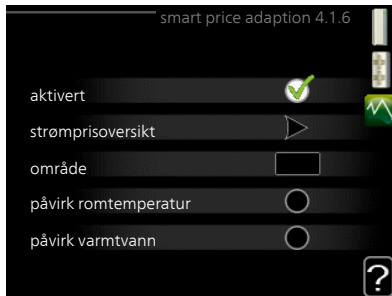 smart price adaption 4.1.6
aktivert
strømprisoversikt
område
påvirk romtemperatur
påvirk varmtvann
?